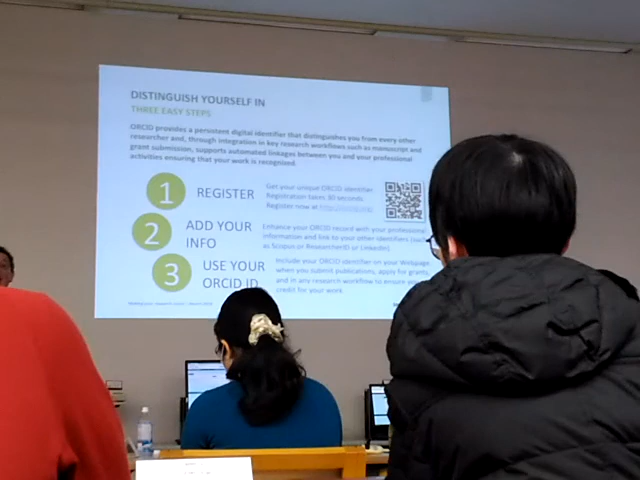 DISTINGUISH YOURSELF IN
THREE EASY STEPS
ORCID provides a persistent digital identifier that distinguishes you from every other
researcher and, through integration in key research workflows such as manuscript and
grant submission, supports automated linkages between you and your professional
activities ensuring that your work is recognized.
1 REGISTER
Get your unique ORCID identifier
Registration takes 30 seconds.
Register now at
2 ADD YOUR
INFO
Enhance your ORCID record with your professional
information and link to your other identifiers (such
as Scopus or ResearcherID or LinkedIn).
3 USE YOUR
ORCID ID
Include your ORCID identifier on your Webpage,
when you submit publications, apply for grants,
and in any research workflow to ensure you
credit for your work.